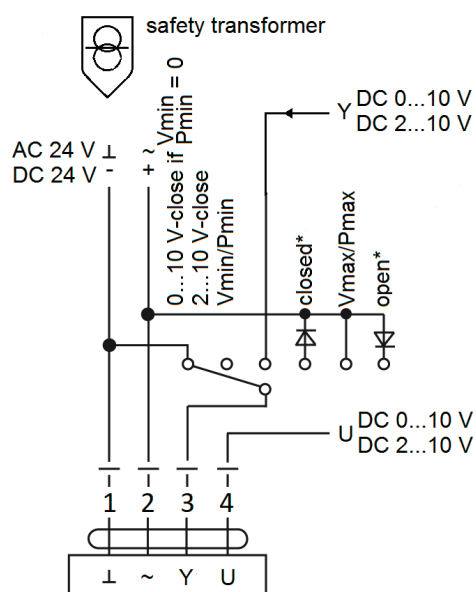 safety transformer
AC 24 V ⊥ ~
DC 24 V - +
0...10 V-close if Vmin = 0
Pmin
2...10 V-close
Vmin/Pmin
Y DC 0...10 V
DC 2...10 V
closed*
Vmax/Pmax
open*
U DC 0...10 V
DC 2...10 V
1 2 3 4
⊥ ~ Y U